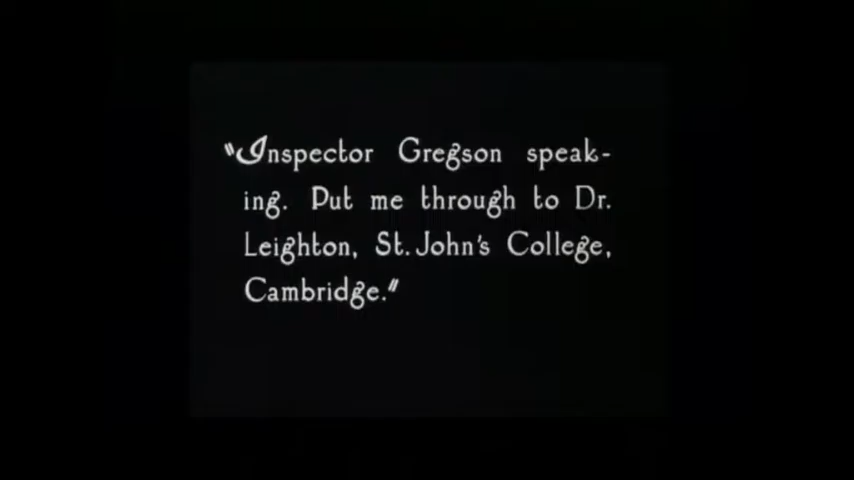 "Inspector Gregson speak-
ing. Put me through to Dr.
Leighton, St. John's College,
Cambridge."